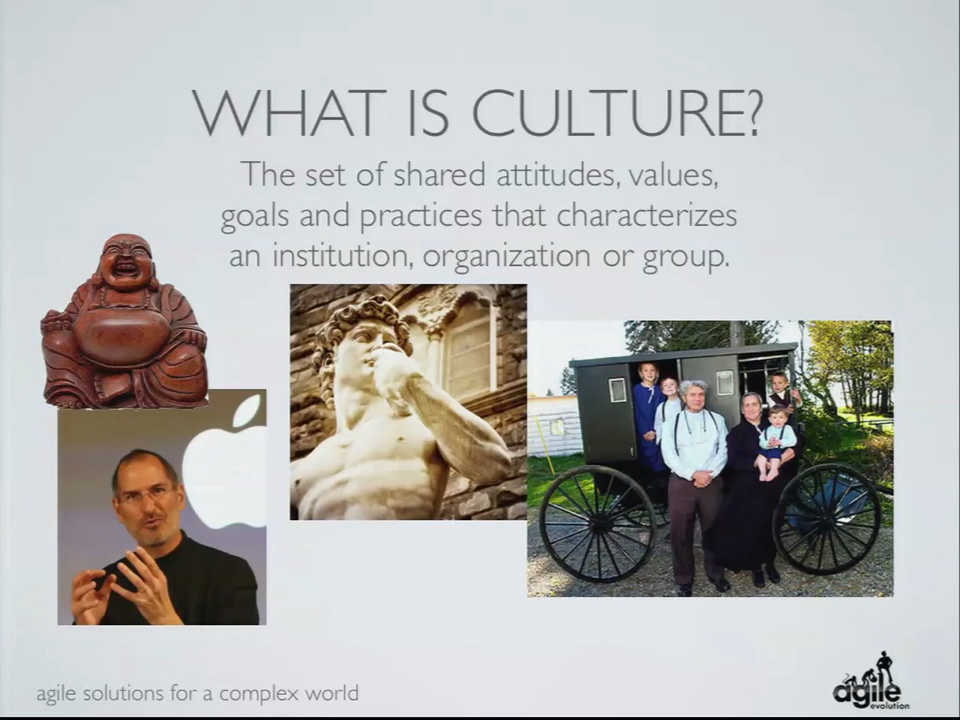 WHAT IS CULTURE?
The set of shared attitudes, values,
goals and practices that characterizes
an institution, organization or group.
agile solutions for a complex world
agile
evolution